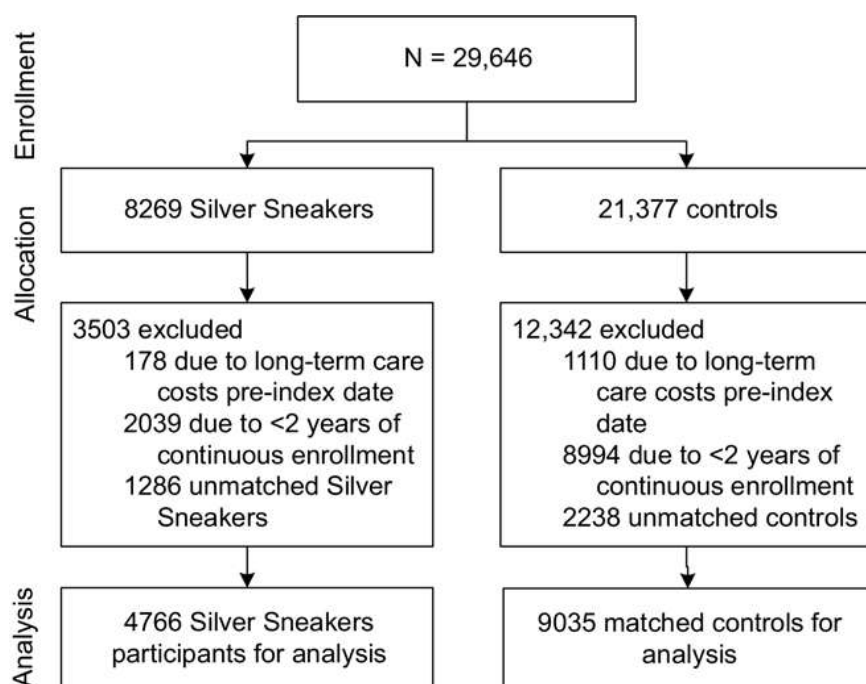 Enrollment
N = 29,646
Allocation
8269 Silver Sneakers
21,377 controls
3503 excluded
178 due to long-term care
costs pre-index date
2039 due to <2 years of
continuous enrollment
1286 unmatched Silver
Sneakers
12,342 excluded
1110 due to long-term
care costs pre-index
date
8994 due to <2 years of
continuous enrollment
2238 unmatched controls
Analysis
4766 Silver Sneakers
participants for analysis
9035 matched controls for
analysis